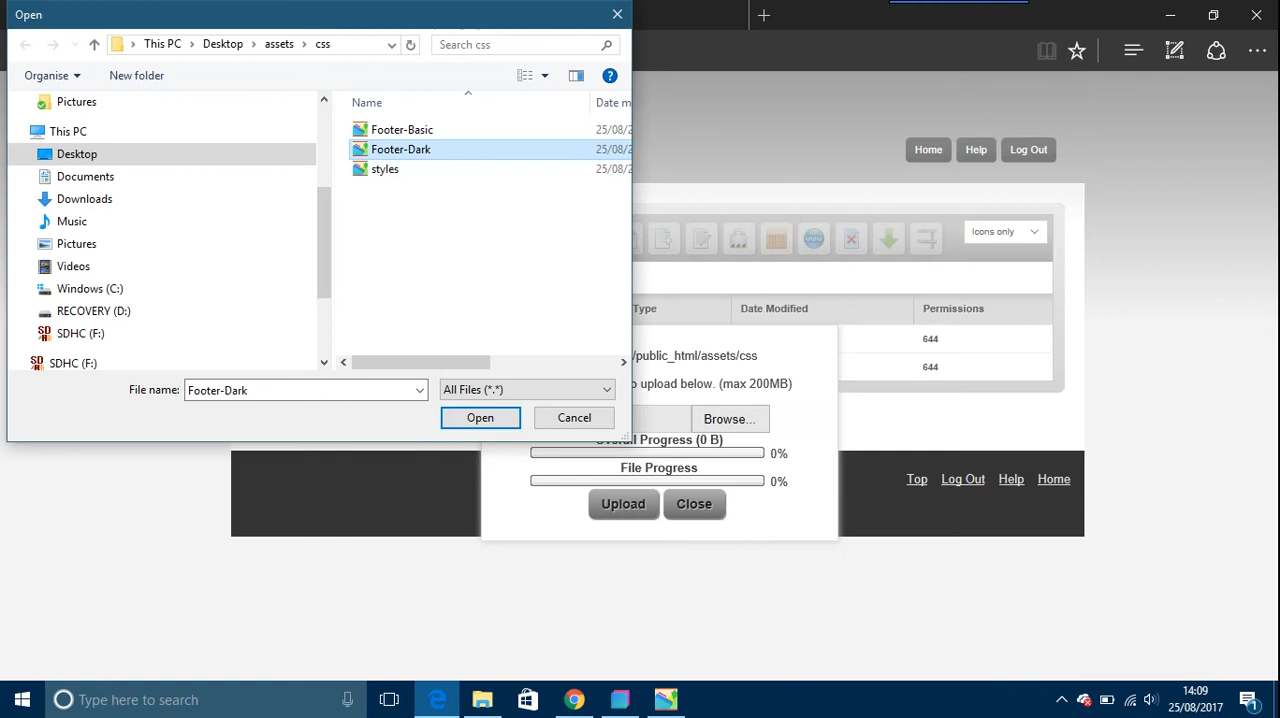 Open
This PC
Desktop
assets
css
Search css
Organise
New folder
Pictures
This PC
Desktop
Documents
Downloads
Music
Pictures
Videos
Windows (C:)
RECOVERY (D:)
SDHC (F:)
SDHC (F:)
Name
Date m
Footer-Basic
25/08/2
Footer-Dark
25/08/2
styles
25/08/2
File name:
Footer-Dark
All Files (*.*)
Open
Cancel
Home
Help
Log Out
Icons only
Type
Date Modified
Permissions
644
644
/public_html/assets/css
o upload below. (max 200MB)
Browse...
Overall Progress (0 B)
0%
File Progress
0%
Upload
Close
Top
Log Out
Help
Home
Type here to search
14:09
25/08/2017
1